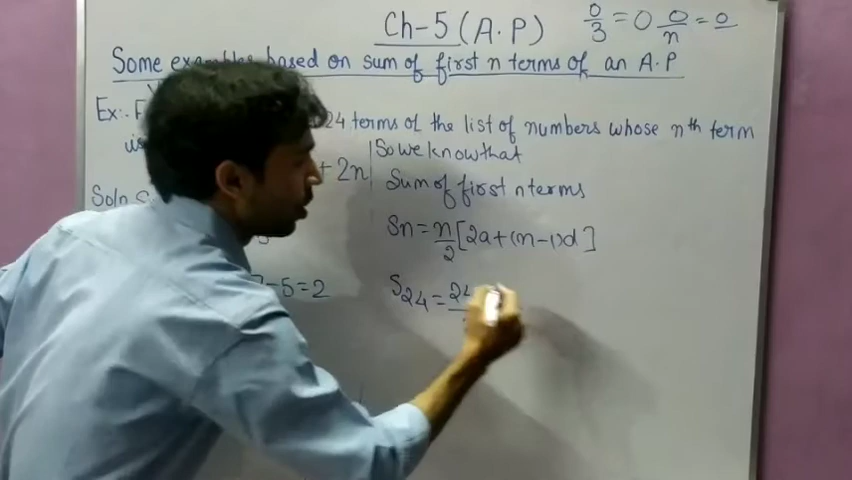 Ch-5 (A.P)
0/3 = 0 0/n = 0
Some examples based on sum of first n terms of an A.P
Ex:- 24 terms of the list of numbers whose nth term
is + 2n
Soln
So we know that
Sum of first n terms
Sn = n/2 [2a+(n-1)d]
7-5=2
S24 = 24